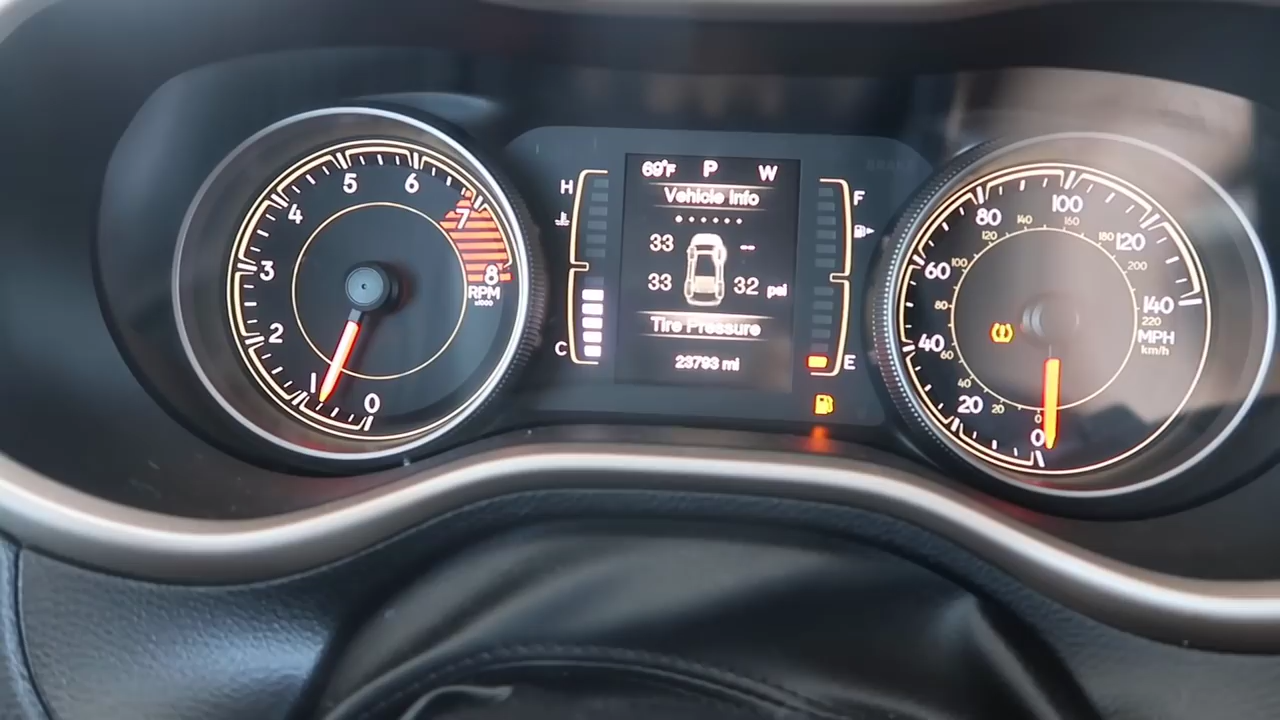 69°F P W
Vehicle Info
33 --
33 32 psi
Tire Pressure
23793 mi
H
C
F
E
0
1
2
3
4
5
6
7
8
RPM
x1000
0
20
40
60
80
100
120
140
MPH
km/h
0
20
40
60
80
100
120
140
160
180
200
220